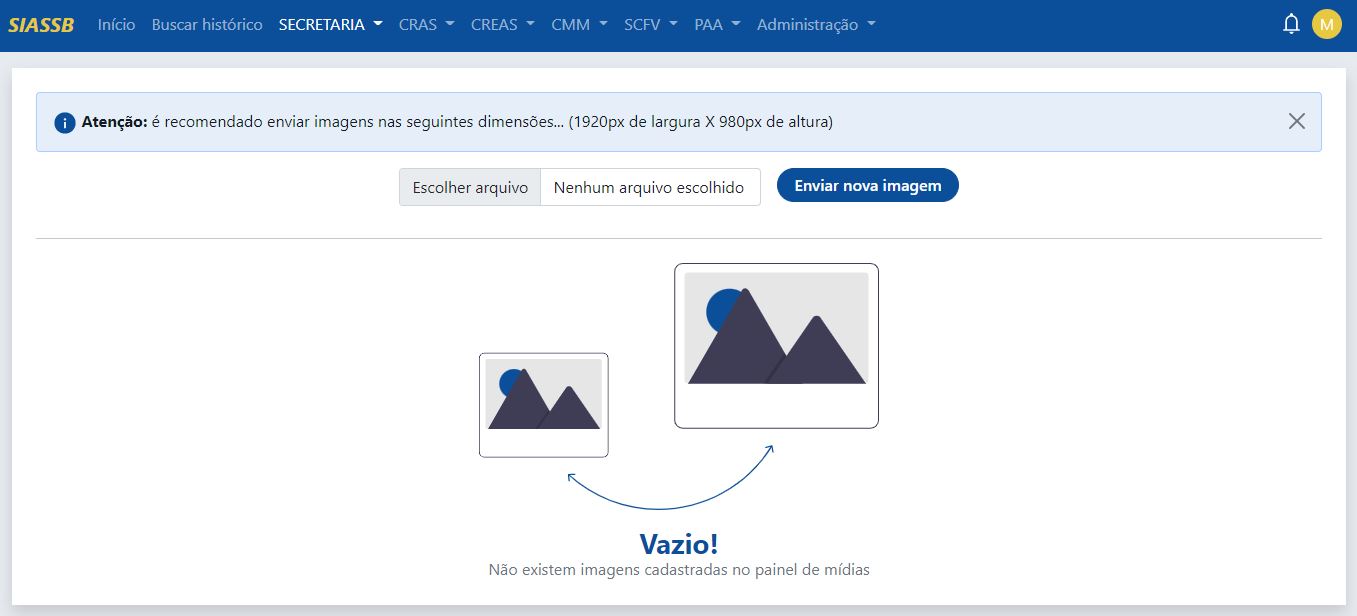 SIASSB Início Buscar histórico SECRETARIA CRAS CREAS CMM SCFV PAA Administração M
Atenção: é recomendado enviar imagens nas seguintes dimensões... (1920px de largura X 980px de altura)
Escolher arquivo Nenhum arquivo escolhido Enviar nova imagem
Vazio!
Não existem imagens cadastradas no painel de mídias